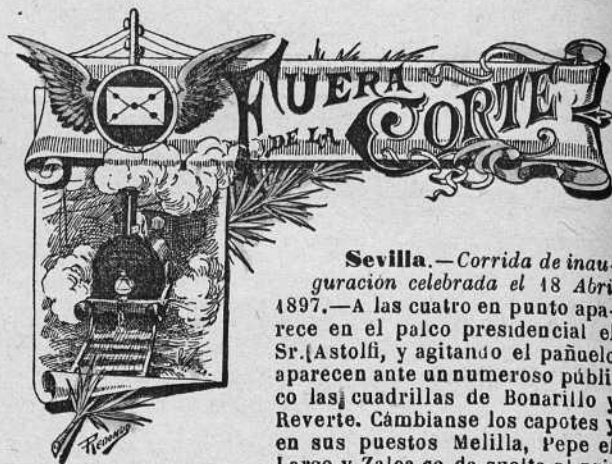 FUERA
DE LA CORTE
Sevilla.—Corrida de inau-
guración celebrada el 18 Abri
1897.—A las cuatro en punto apa-
rece en el palco presidencial e
Sr. Astolfi, y agitando el pañuelo
aparecen ante un numeroso públi
co las cuadrillas de Bonarillo y
Reverte. Cámbianse los capotes y
en sus puestos Melilla, Pepe el
REDONDO